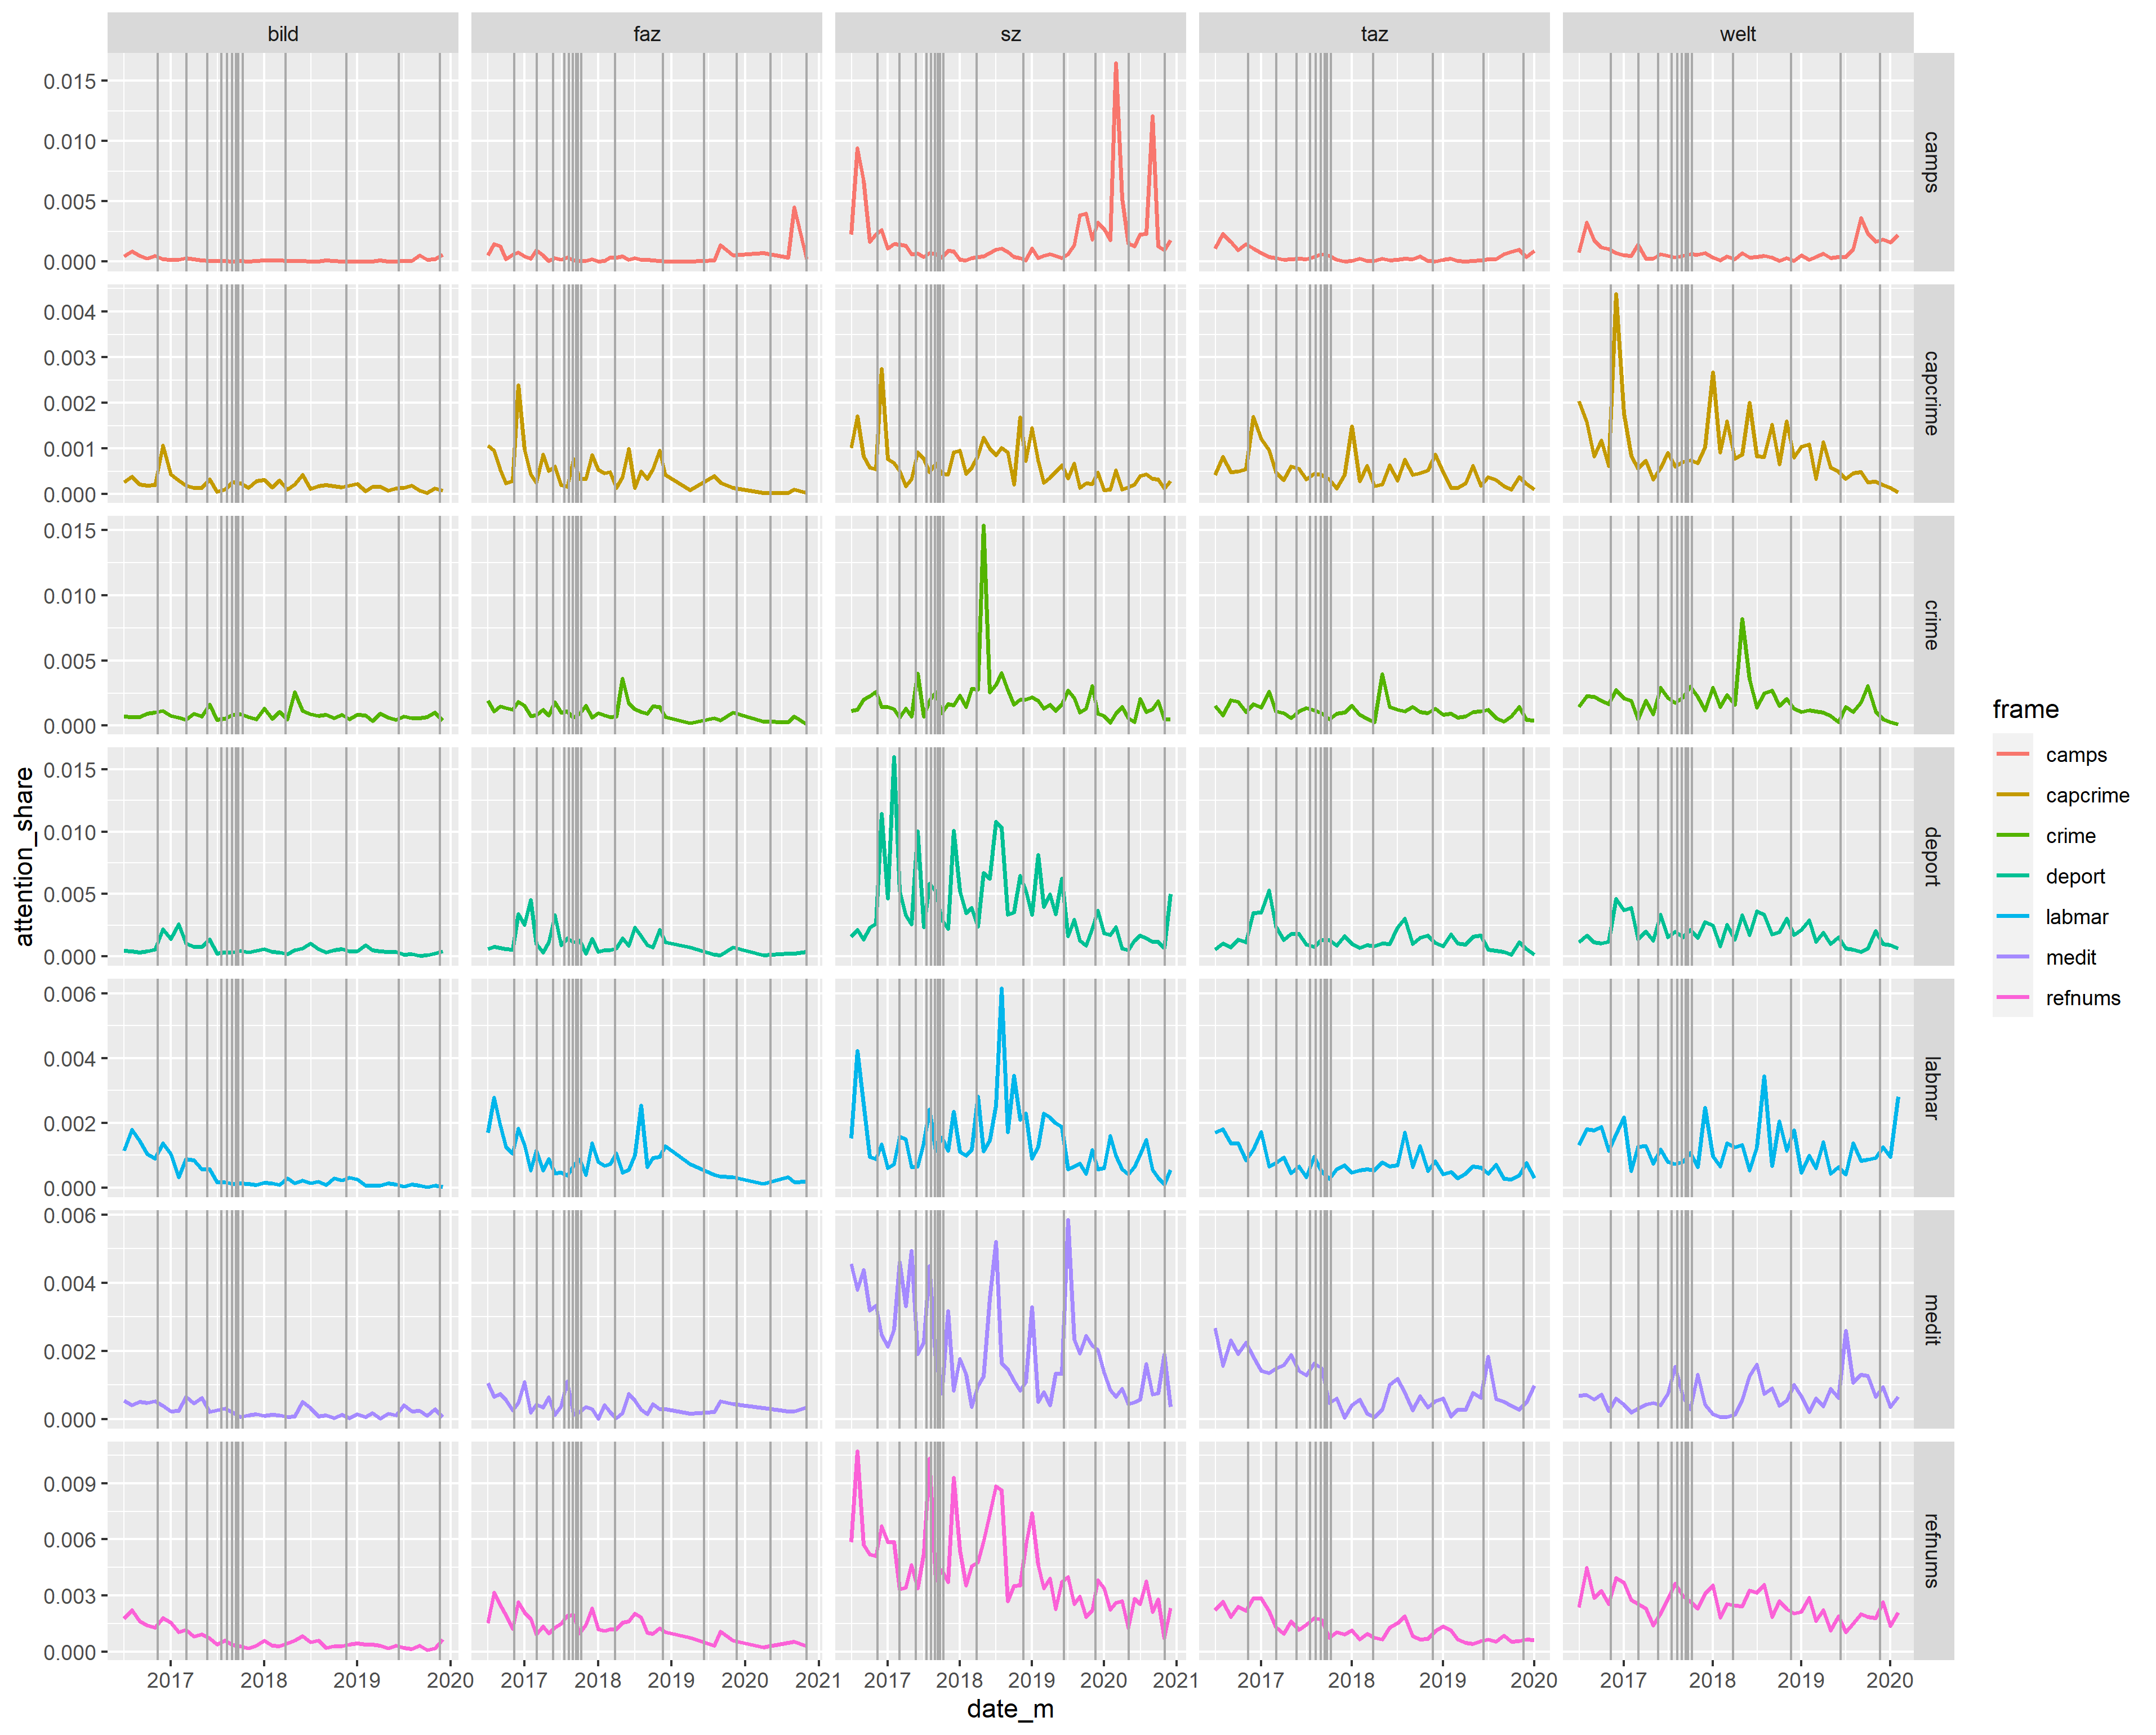 bild faz sz taz welt
0.015
0.010
0.005
0.000
camps
0.004
0.003
0.002
0.001
0.000
capcrime
0.015
0.010
0.005
0.000
crime
0.015
0.010
0.005
0.000
deport
0.006
0.004
0.002
0.000
labmar
0.006
0.004
0.002
0.000
medit
0.009
0.006
0.003
0.000
refnums
2017 2018 2019 2020 2017 2018 2019 2020 2021 2017 2018 2019 2020 2021 2017 2018 2019 2020 2017 2018 2019 2020
date_m
attention_share
frame
camps
capcrime
crime
deport
labmar
medit
refnums